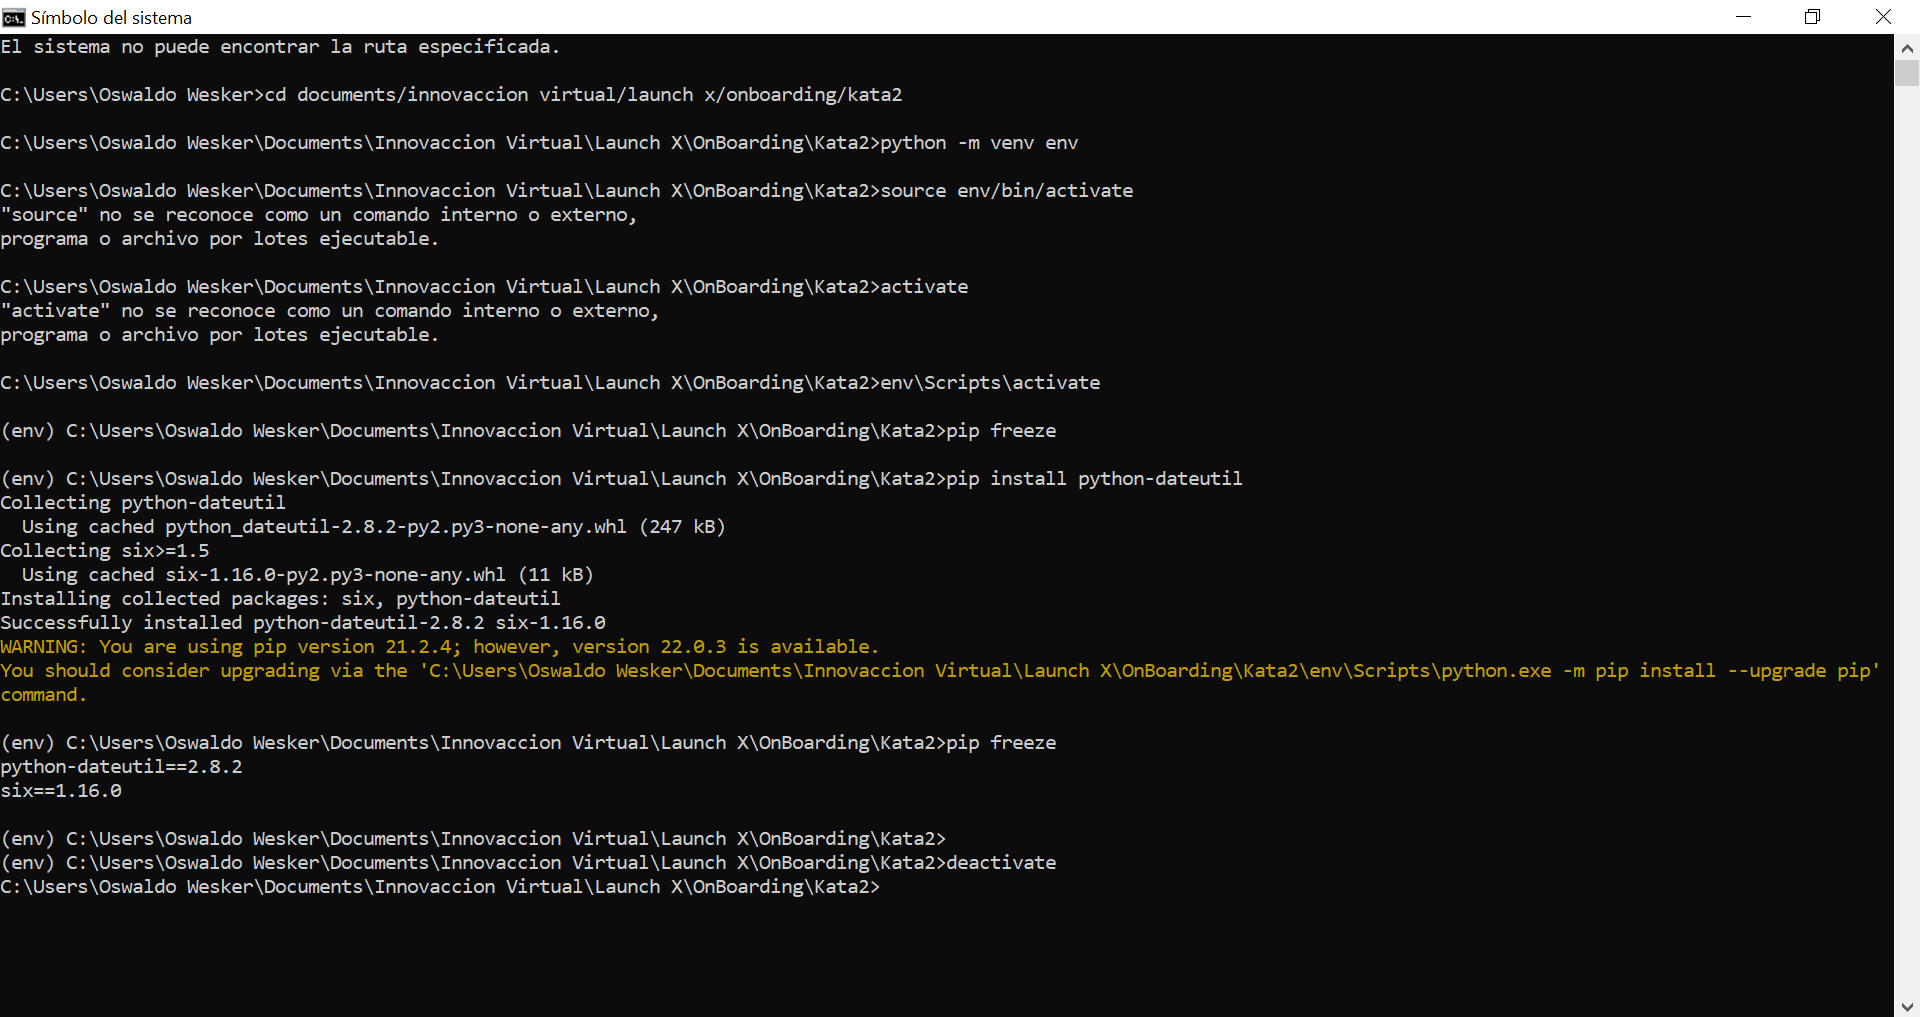 Símbolo del sistema
El sistema no puede encontrar la ruta especificada.
C:\Users\Oswaldo Wesker>cd documents/innovaccion virtual/launch x/onboarding/kata2
C:\Users\Oswaldo Wesker\Documents\Innovaccion Virtual\Launch X\OnBoarding\Kata2>python -m venv env
C:\Users\Oswaldo Wesker\Documents\Innovaccion Virtual\Launch X\OnBoarding\Kata2>source env/bin/activate
"source" no se reconoce como un comando interno o externo,
programa o archivo por lotes ejecutable.
C:\Users\Oswaldo Wesker\Documents\Innovaccion Virtual\Launch X\OnBoarding\Kata2>activate
"activate" no se reconoce como un comando interno o externo,
programa o archivo por lotes ejecutable.
C:\Users\Oswaldo Wesker\Documents\Innovaccion Virtual\Launch X\OnBoarding\Kata2>env\Scripts\activate
(env) C:\Users\Oswaldo Wesker\Documents\Innovaccion Virtual\Launch X\OnBoarding\Kata2>pip freeze
(env) C:\Users\Oswaldo Wesker\Documents\Innovaccion Virtual\Launch X\OnBoarding\Kata2>pip install python-dateutil
Collecting python-dateutil
  Using cached python_dateutil-2.8.2-py2.py3-none-any.whl (247 kB)
Collecting six>=1.5
  Using cached six-1.16.0-py2.py3-none-any.whl (11 kB)
Installing collected packages: six, python-dateutil
Successfully installed python-dateutil-2.8.2 six-1.16.0
WARNING: You are using pip version 21.2.4; however, version 22.0.3 is available.
You should consider upgrading via the 'C:\Users\Oswaldo Wesker\Documents\Innovaccion Virtual\Launch X\OnBoarding\Kata2\env\Scripts\python.exe -m pip install --upgrade pip'
command.
(env) C:\Users\Oswaldo Wesker\Documents\Innovaccion Virtual\Launch X\OnBoarding\Kata2>pip freeze
python-dateutil==2.8.2
six==1.16.0
(env) C:\Users\Oswaldo Wesker\Documents\Innovaccion Virtual\Launch X\OnBoarding\Kata2>
(env) C:\Users\Oswaldo Wesker\Documents\Innovaccion Virtual\Launch X\OnBoarding\Kata2>deactivate
C:\Users\Oswaldo Wesker\Documents\Innovaccion Virtual\Launch X\OnBoarding\Kata2>